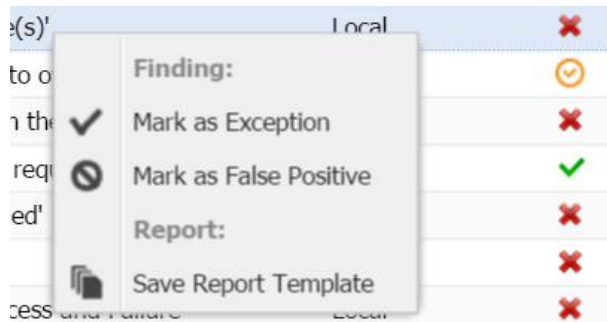 e(s)' Local
to o Finding:
n the Mark as Exception
requ Mark as False Positive
ed' Report:
Save Report Template
cess and Failure Local